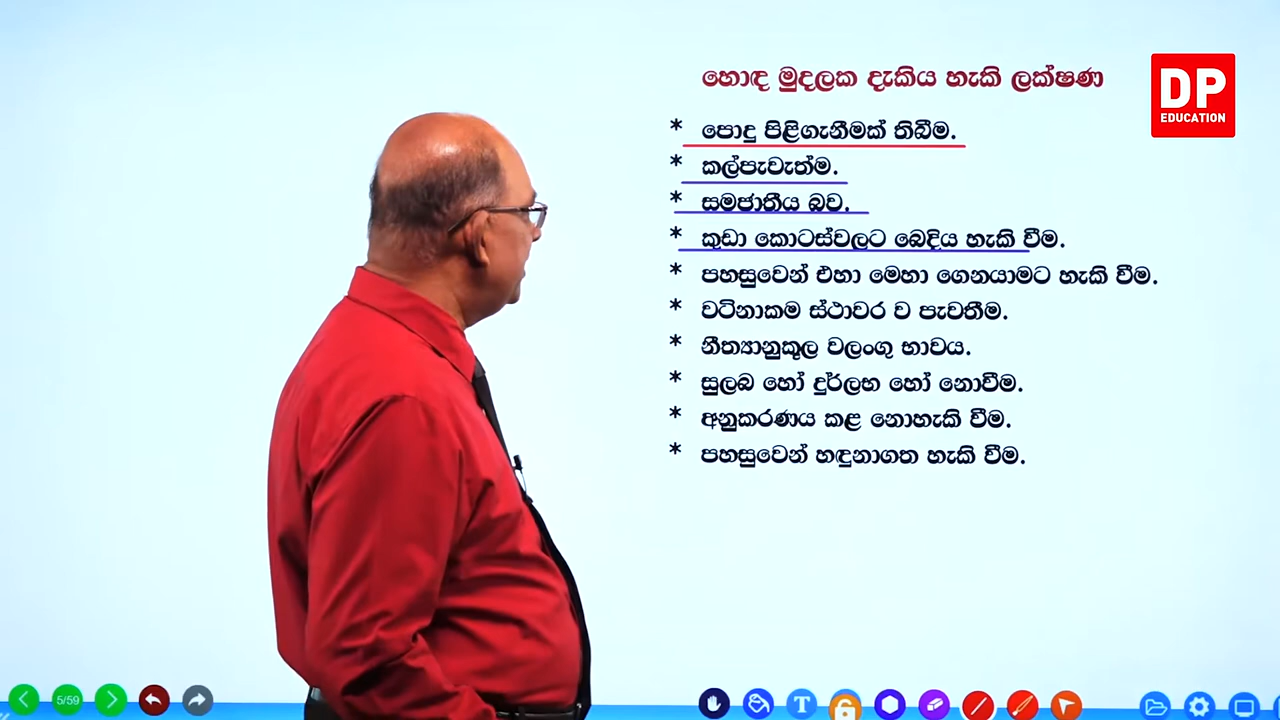 හොඳ මුදලක දැකිය හැකි ලක්ෂණ
DP
EDUCATION
* පොදු පිළිගැනීමක් තිබීම.
* කල්පැවැත්ම.
* සමජාතීය බව.
* කුඩා කොටස්වලට බෙදිය හැකි වීම.
* පහසුවෙන් එහා මෙහා ගෙනයාමට හැකි වීම.
* වටිනාකම ස්ථාවර ව පැවතීම.
* නීත්‍යානුකූල වලංගු භාවය.
* සුලබ හෝ දුර්ලභ හෝ නොවීම.
* අනුකරණය කළ නොහැකි වීම.
* පහසුවෙන් හඳුනාගත හැකි වීම.
5/59
T